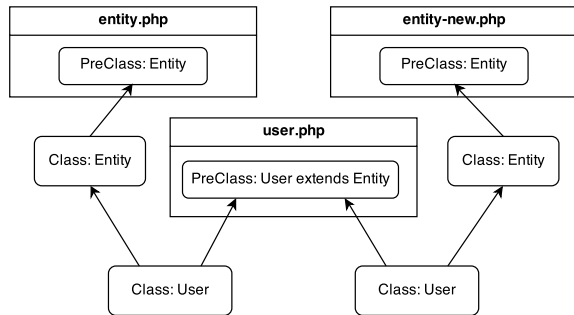 entity.php
PreClass: Entity
entity-new.php
PreClass: Entity
user.php
PreClass: User extends Entity
Class: Entity
Class: Entity
Class: User
Class: User